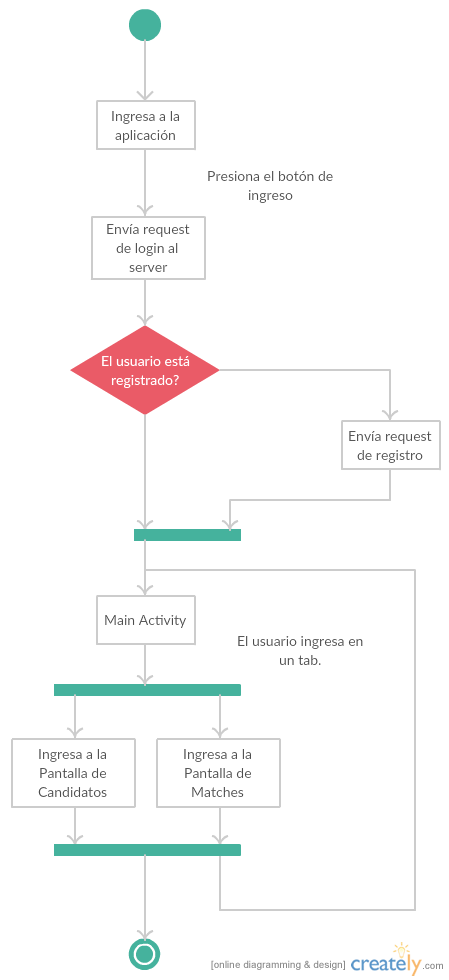 Ingresa a la
aplicación
Presiona el botón de
ingreso
Envía request
de login al
server
El usuario está
registrado?
Envía request
de registro
Main Activity
El usuario ingresa en
un tab.
Ingresa a la
Pantalla de
Candidatos
Ingresa a la
Pantalla de
Matches
[online diagramming & design] creately.com